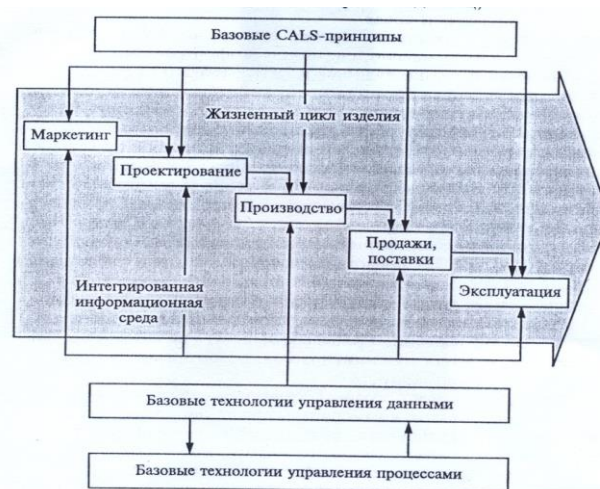 Базовые CALS-принципы
Жизненный цикл изделия
Маркетинг
Проектирование
Производство
Продажи,
поставки
Интегрированная
информационная
среда
Эксплуатация
Базовые технологии управления данными
Базовые технологии управления процессами